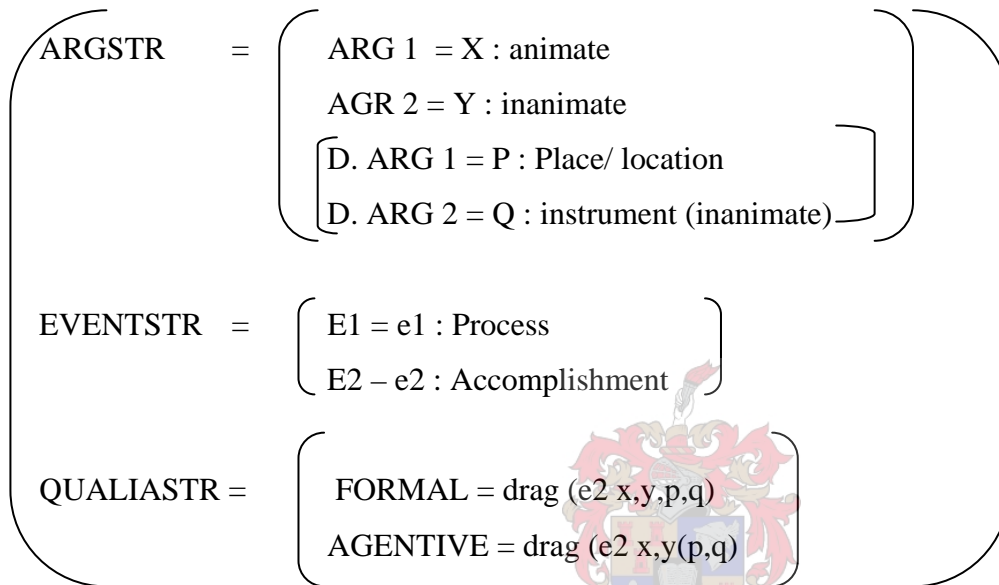 ARGSTR = ARG 1 = X : animate
AGR 2 = Y : inanimate
D. ARG 1 = P : Place/ location
D. ARG 2 = Q : instrument (inanimate)
EVENTSTR = E1 = e1 : Process
E2 – e2 : Accomplishment
QUALIASTR = FORMAL = drag (e2 x,y,p,q)
AGENTIVE = drag (e2 x,y(p,q)